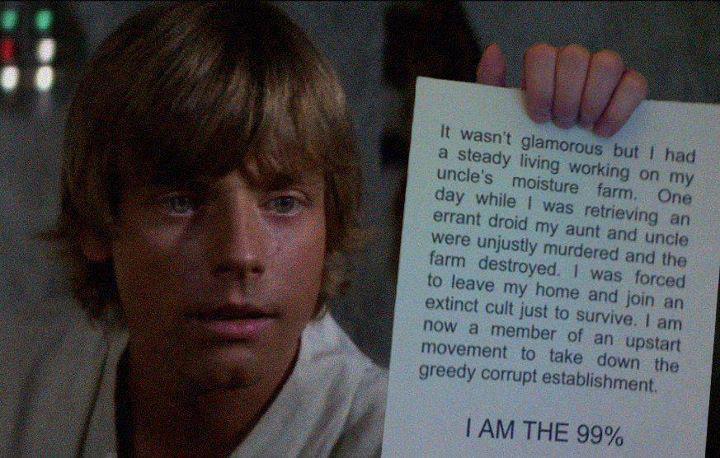 It wasn't glamorous but I had
a steady living working on my
uncle's moisture farm. One
day while I was retrieving an
errant droid my aunt and uncle
were unjustly murdered and the
farm destroyed. I was forced
to leave my home and join an
extinct cult just to survive. I am
now a member of an upstart
movement to take down the
greedy corrupt establishment.
I AM THE 99%